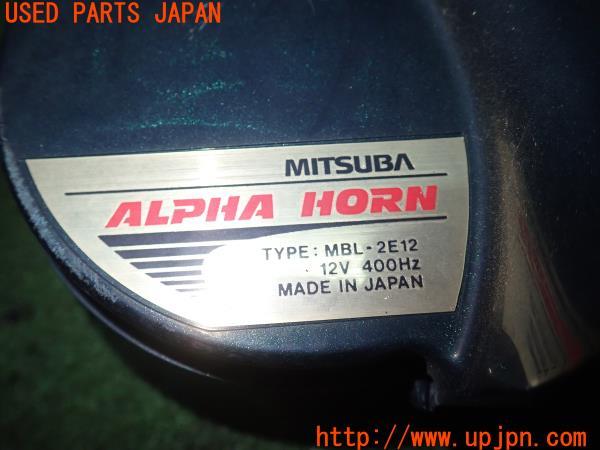 USED PARTS JAPAN
MITSUBA
ALPHA HORN
TYPE: MBL-2E12
12V 400Hz
MADE IN JAPAN
http://www.upjpn.com